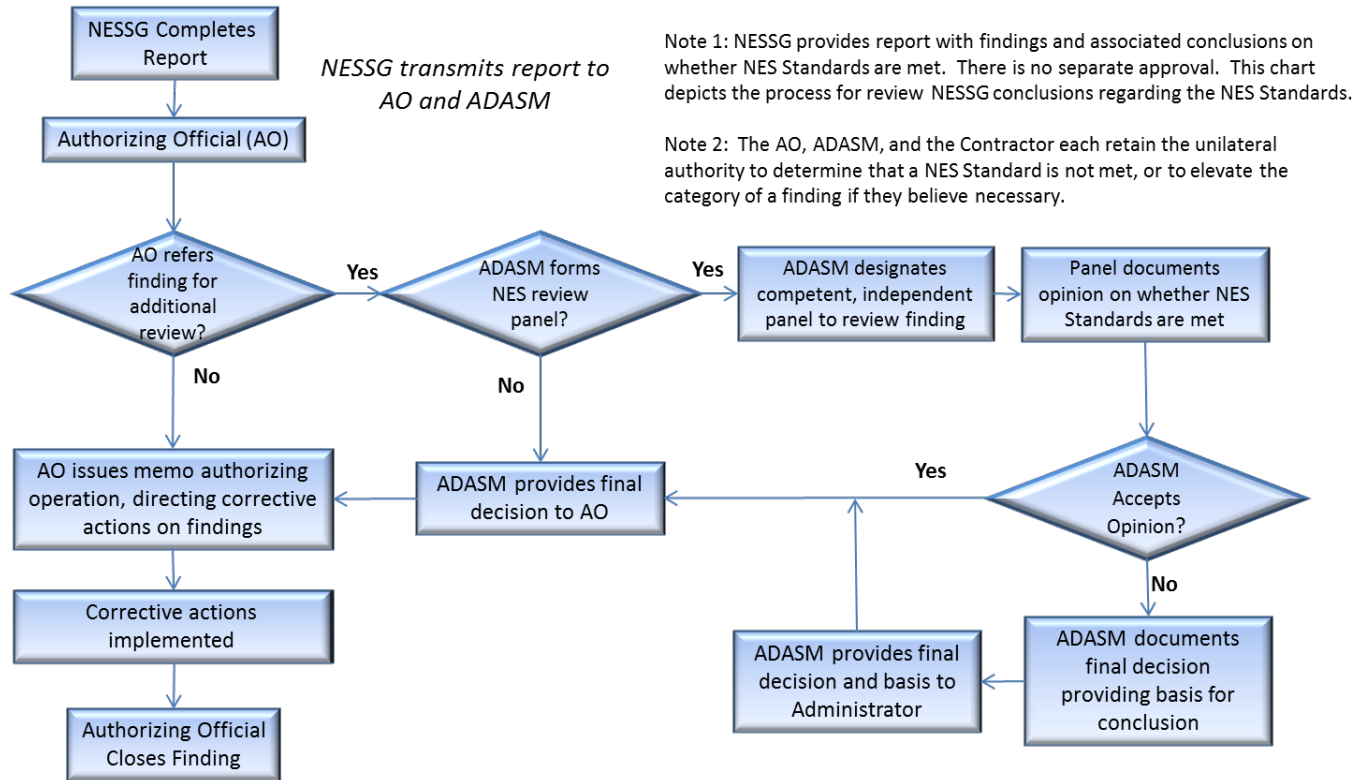 NESSG Completes
Report
NESSG transmits report to
AO and ADASM
Note 1: NESSG provides report with findings and associated conclusions on
whether NES Standards are met.  There is no separate approval.  This chart
depicts the process for review NESSG conclusions regarding the NES Standards.
Note 2:  The AO, ADASM, and the Contractor each retain the unilateral
authority to determine that a NES Standard is not met, or to elevate the
category of a finding if they believe necessary.
Authorizing Official (AO)
AO refers
finding for
additional
review?
Yes
ADASM forms
NES review
panel?
Yes
ADASM designates
competent, independent
panel to review finding
Panel documents
opinion on whether NES
Standards are met
No
No
AO issues memo authorizing
operation, directing corrective
actions on findings
ADASM provides final
decision to AO
Yes
ADASM
Accepts
Opinion?
No
Corrective actions
implemented
ADASM provides final
decision and basis to
Administrator
ADASM documents
final decision
providing basis for
conclusion
Authorizing Official
Closes Finding